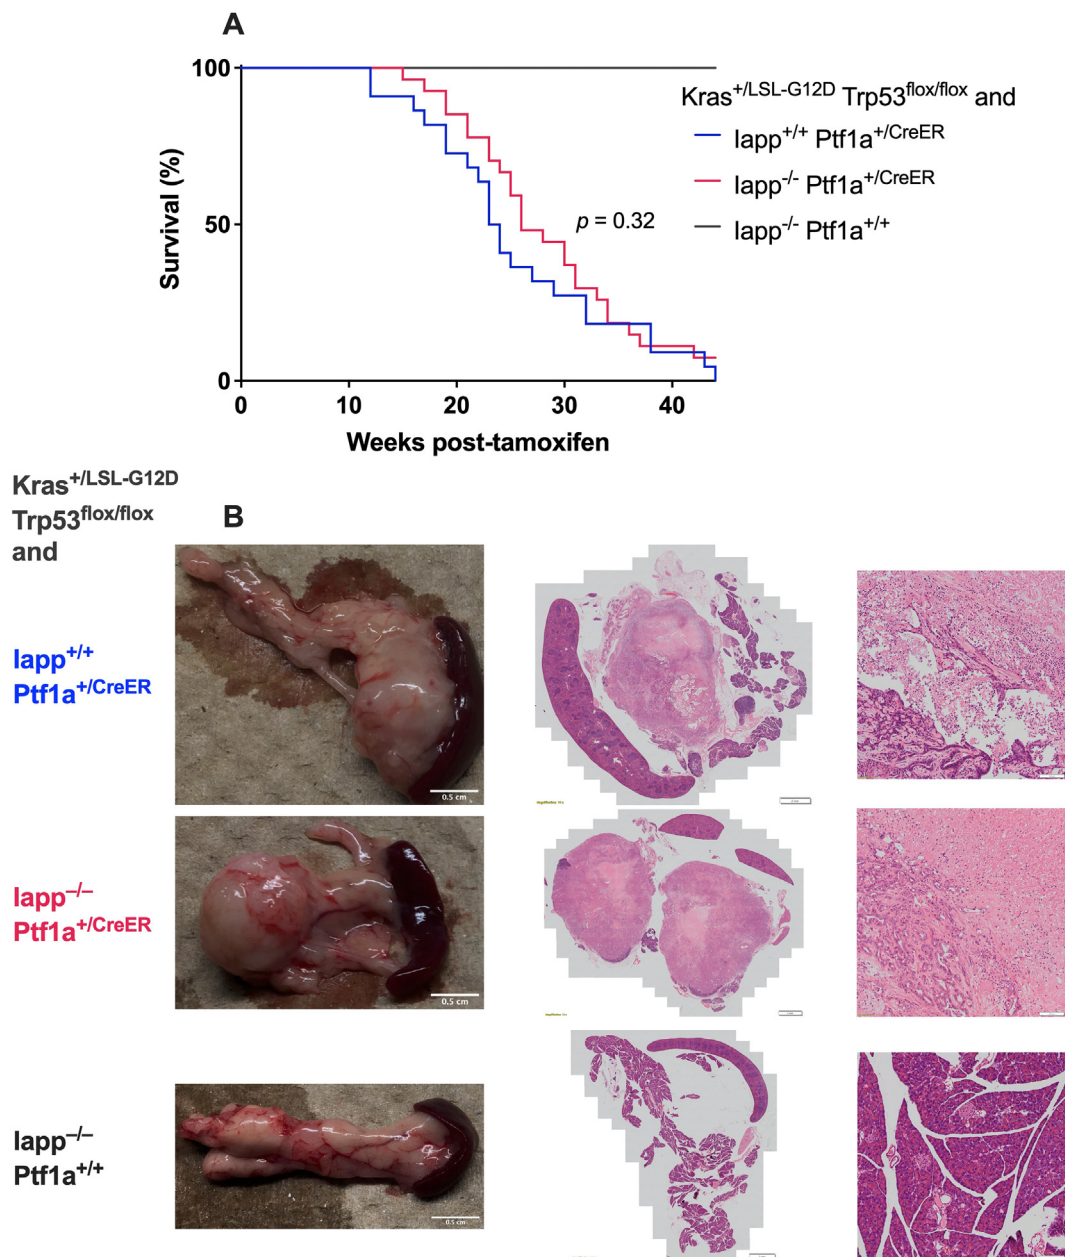 A
100
50
0
Survival (%)
0 10 20 30 40
Weeks post-tamoxifen
p = 0.32
Kras+/LSL-G12D Trp53flox/flox and
Iapp+/+ Ptf1a+/CreER
Iapp-/- Ptf1a+/CreER
Iapp-/- Ptf1a+/+
Kras+/LSL-G12D
Trp53flox/flox
and
B
Iapp+/+
Ptf1a+/CreER
0.5 cm
Iapp–/–
Ptf1a+/CreER
0.5 cm
Iapp–/–
Ptf1a+/+
0.5 cm